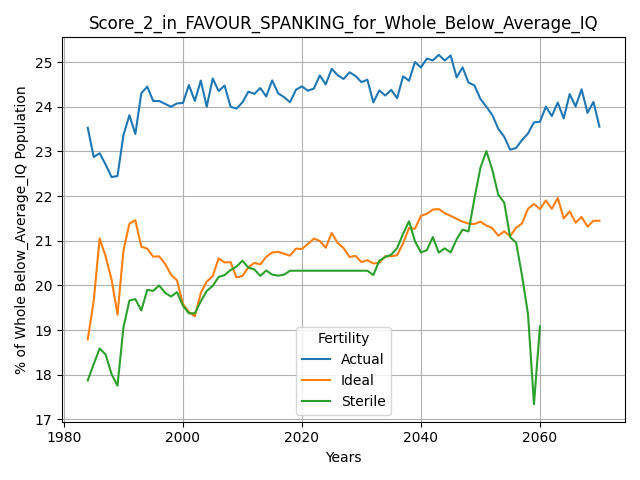 Score_2_in_FAVOUR_SPANKING_for_Whole_Below_Average_IQ
% of Whole Below_Average_IQ Population
25
24
23
22
21
20
19
18
17
Fertility
Actual
Ideal
Sterile
1980
2000
2020
2040
2060
Years